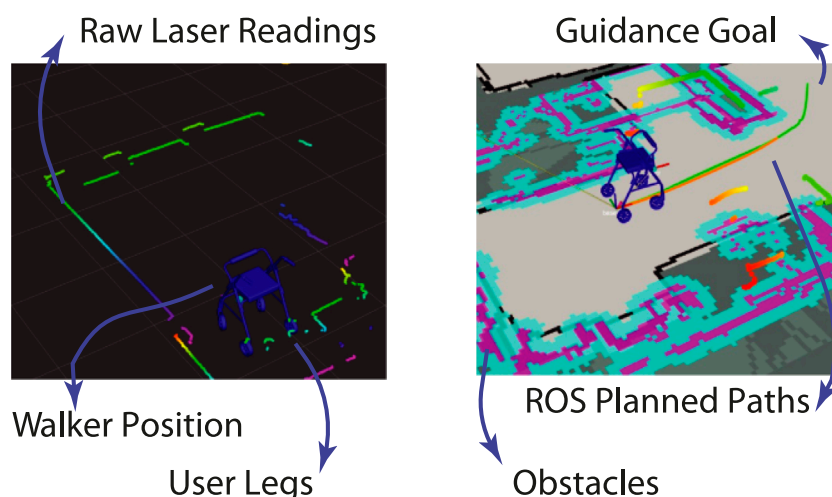 Raw Laser Readings
Guidance Goal
Walker Position
User Legs
ROS Planned Paths
Obstacles